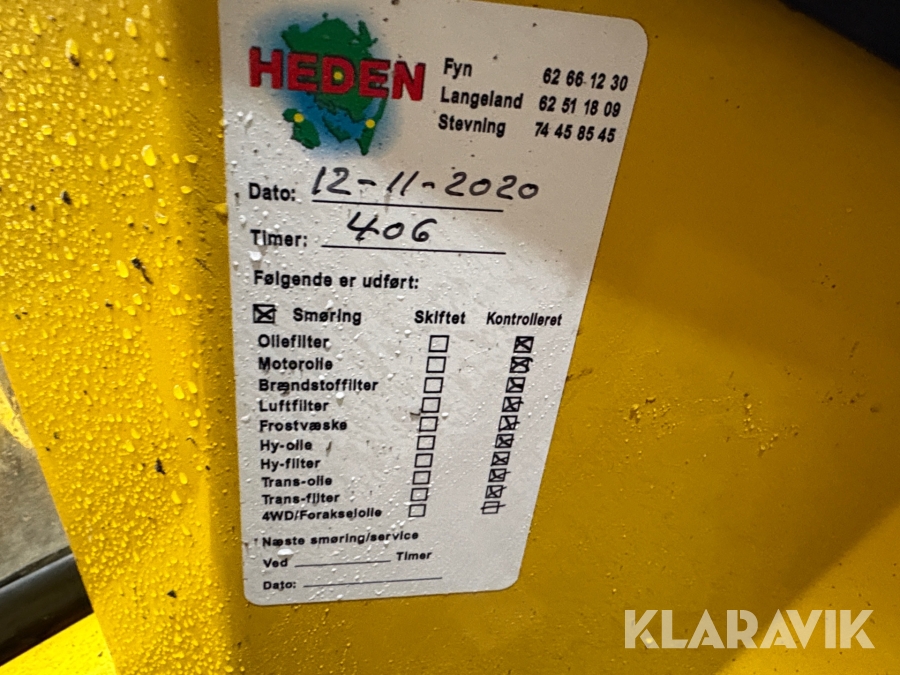 HEDEN
Fyn 62 66 12 30
Langeland 62 51 18 09
Stevning 74 45 85 45
Dato: 12-11-2020
Timer: 406
Følgende er udført:
Smøring Skiftet Kontrolleret
Oliefilter
Motorolie
Brændstoffilter
Luftfilter
Frostvæske
Hy-olie
Hy-filter
Trans-olie
Trans-filter
4WD/Forakselolie
Næste smøring/service
Ved Timer
Dato:
KLARAVIK